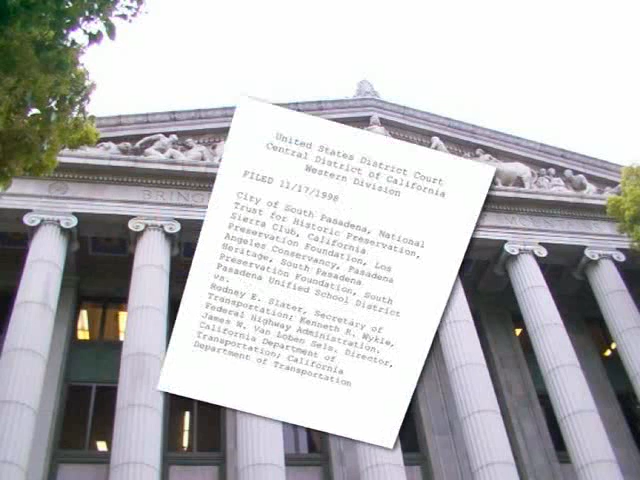 BRING
United States District Court
Central District of California
Western Division
FILED 11/17/1998
City of South Pasadena, National
Trust for Historic Preservation,
Sierra Club, California
Preservation Foundation, Los
Angeles Conservancy, Pasadena
Heritage, South Pasadena
Preservation Foundation, South
Pasadena Unified School District
vs.
Rodney E. Slater, Secretary of
Transportation; Kenneth R. Wykle,
Federal Highway Administration.
James W. Van Loben Sels, Director,
California Department of
Transportation; California
Department of Transportation